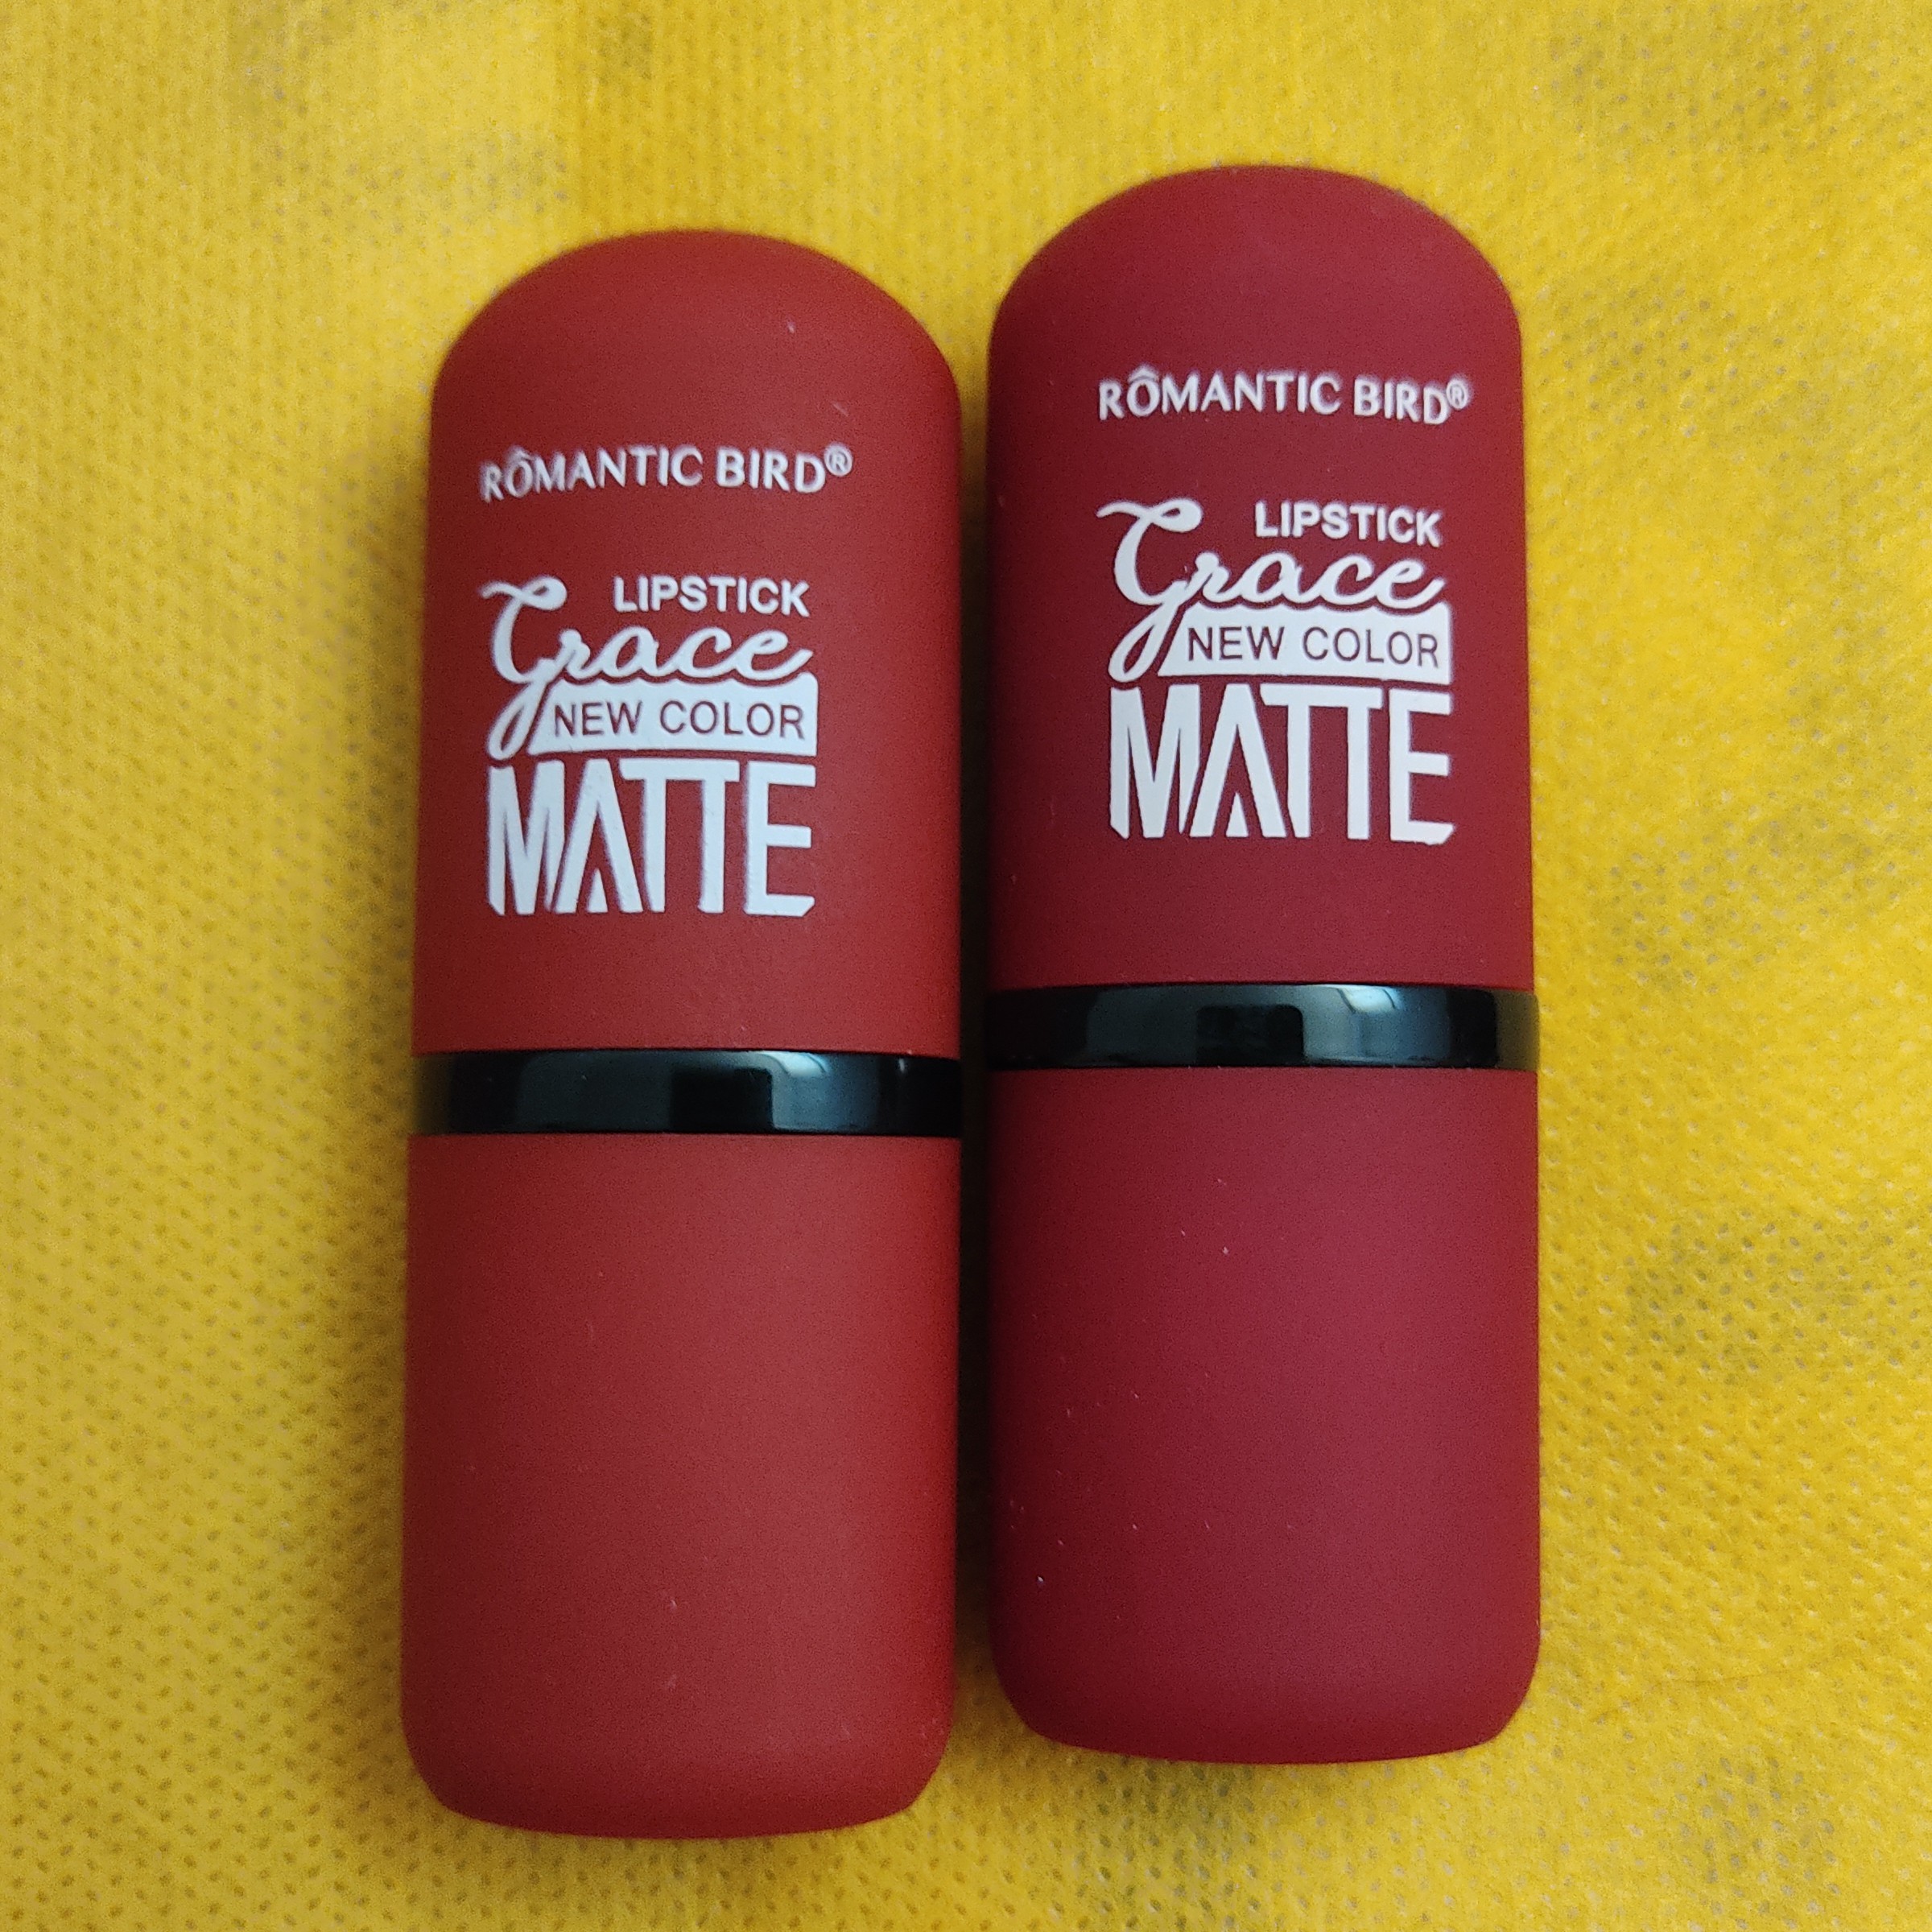 RÔMANTIC BIRD®
LIPSTICK
Grace
NEW COLOR
MATTE
RÔMANTIC BIRD®
LIPSTICK
Grace
NEW COLOR
MATTE